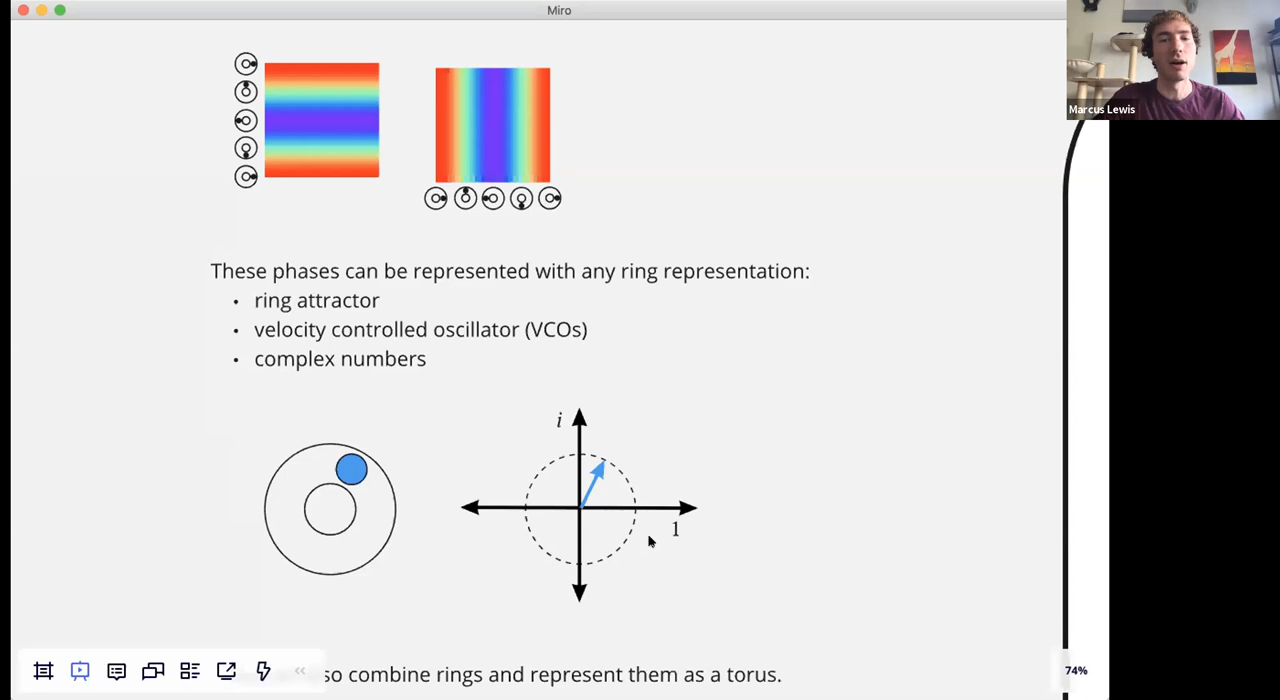 Miro
Marcus Lewis
These phases can be represented with any ring representation:
• ring attractor
• velocity controlled oscillator (VCOs)
• complex numbers
i
1
so combine rings and represent them as a torus.
74%